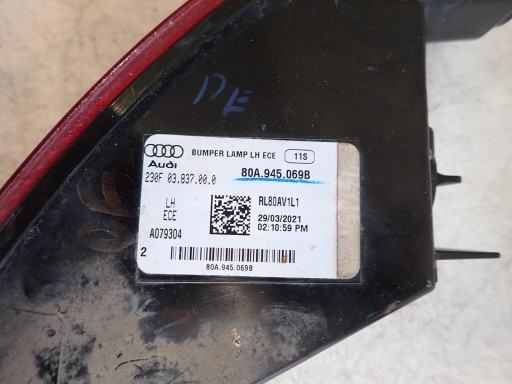 DE
BUMPER LAMP LH ECE 11S
Audi
230F 03.837.00.0 80A.945.069B
LH RL80AV1L1
ECE
29/03/2021
A079304 02:10:59 PM
2
80A.945.069B